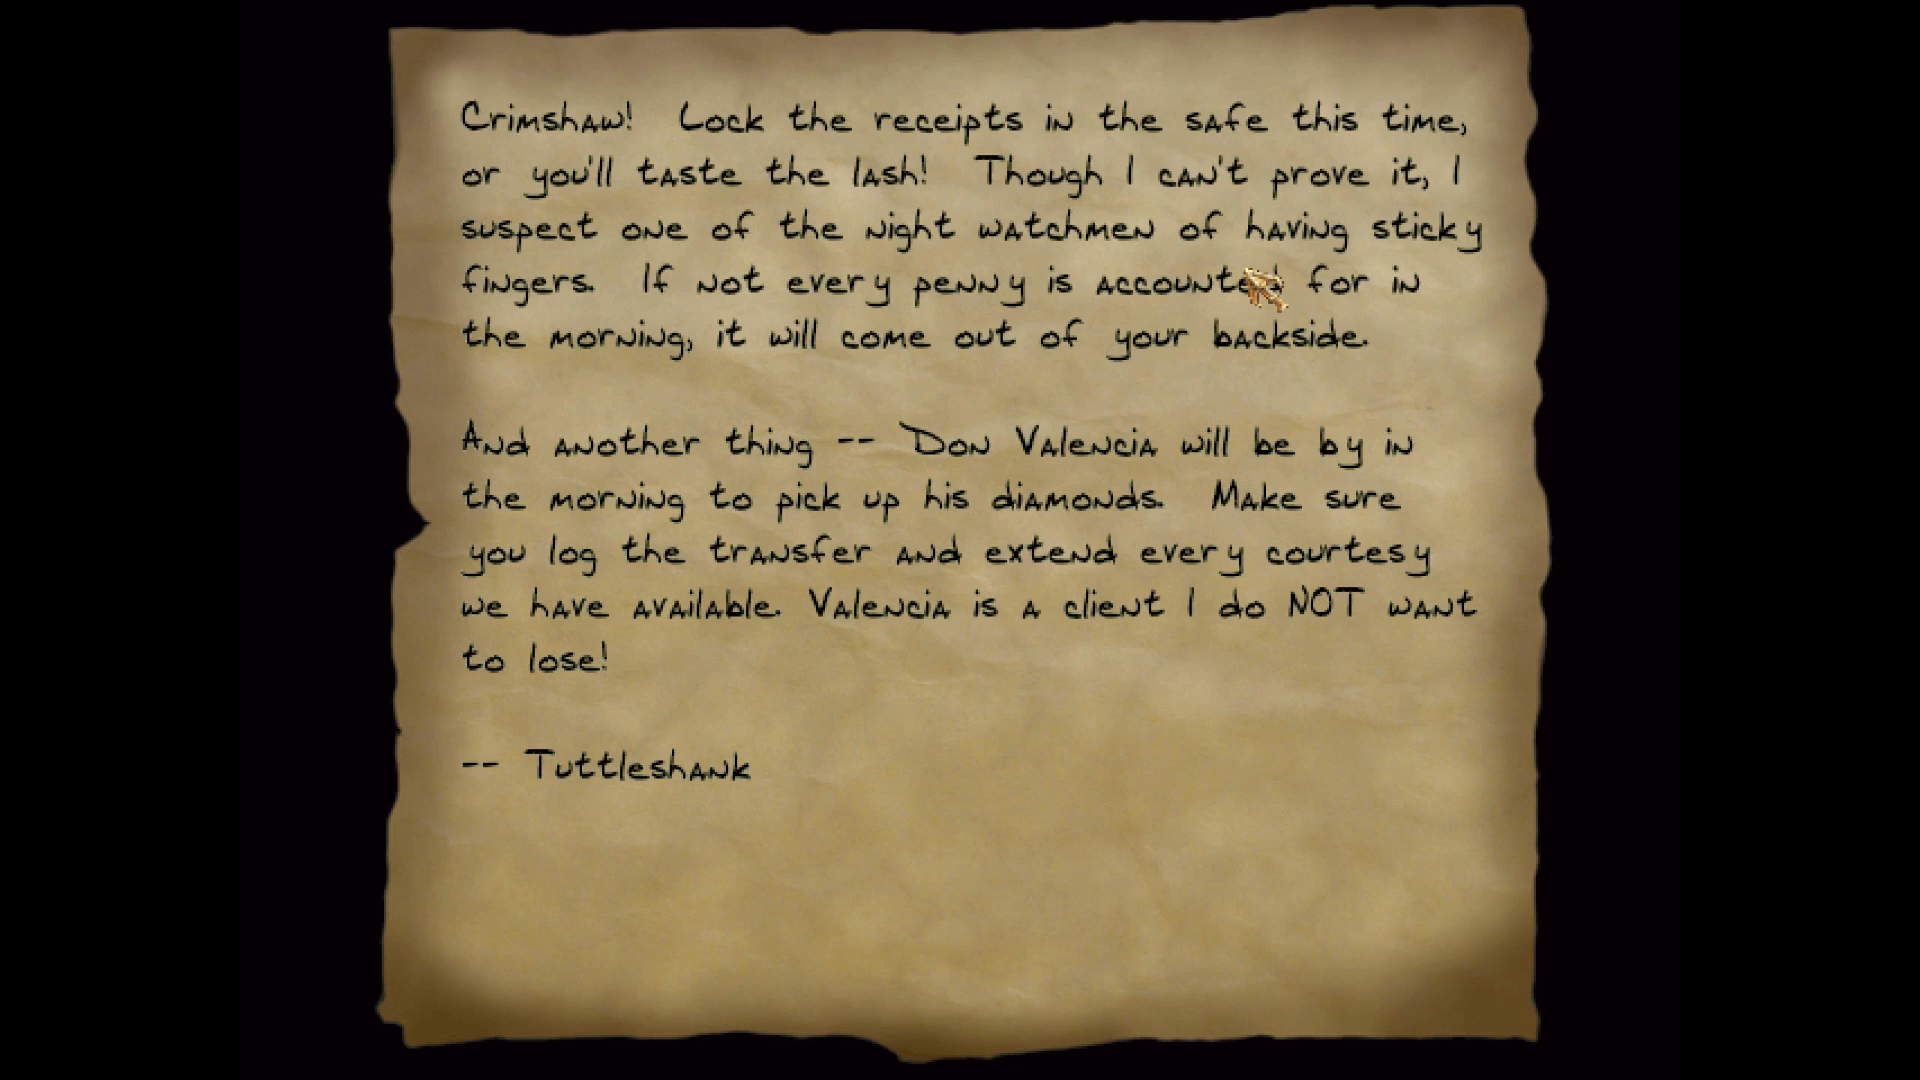 Crimshaw! Lock the receipts in the safe this time,
or you'll taste the lash! Though I can't prove it, I
suspect one of the night watchmen of having sticky
fingers. If not every penny is accounted for in
the morning, it will come out of your backside.
And another thing -- Don Valencia will be by in
the morning to pick up his diamonds. Make sure
you log the transfer and extend every courtesy
we have available. Valencia is a client I do NOT want
to lose!
-- Tuttleshank